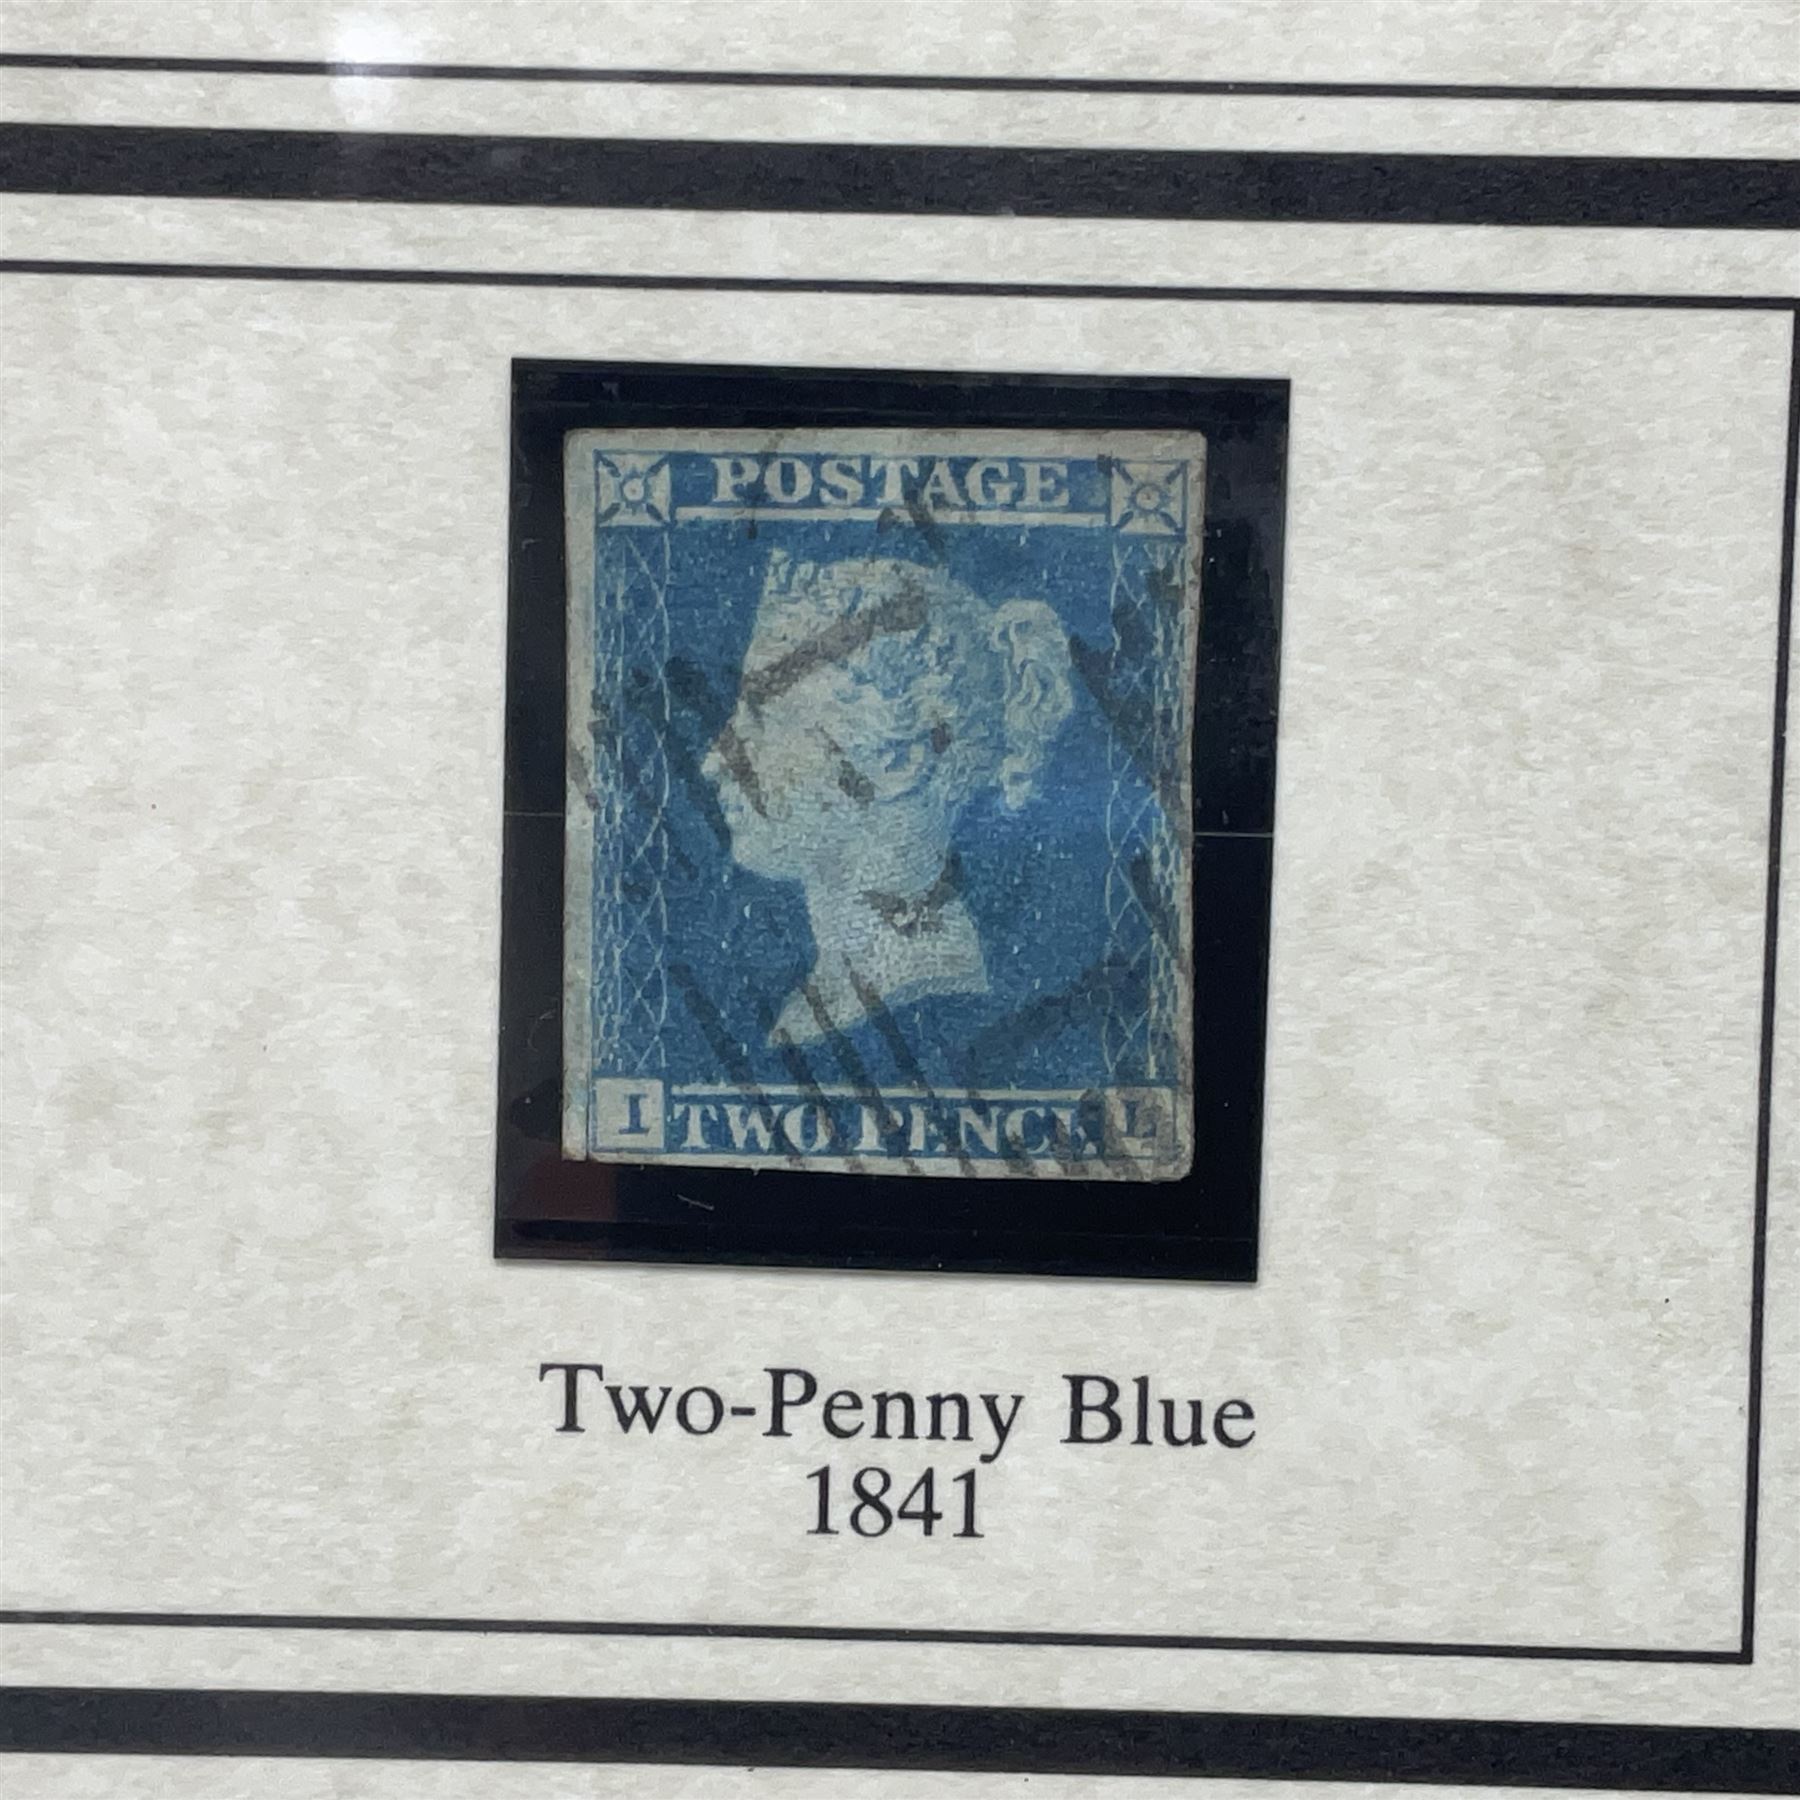 POSTAGE
I TWO PENCE L
Two-Penny Blue
1841